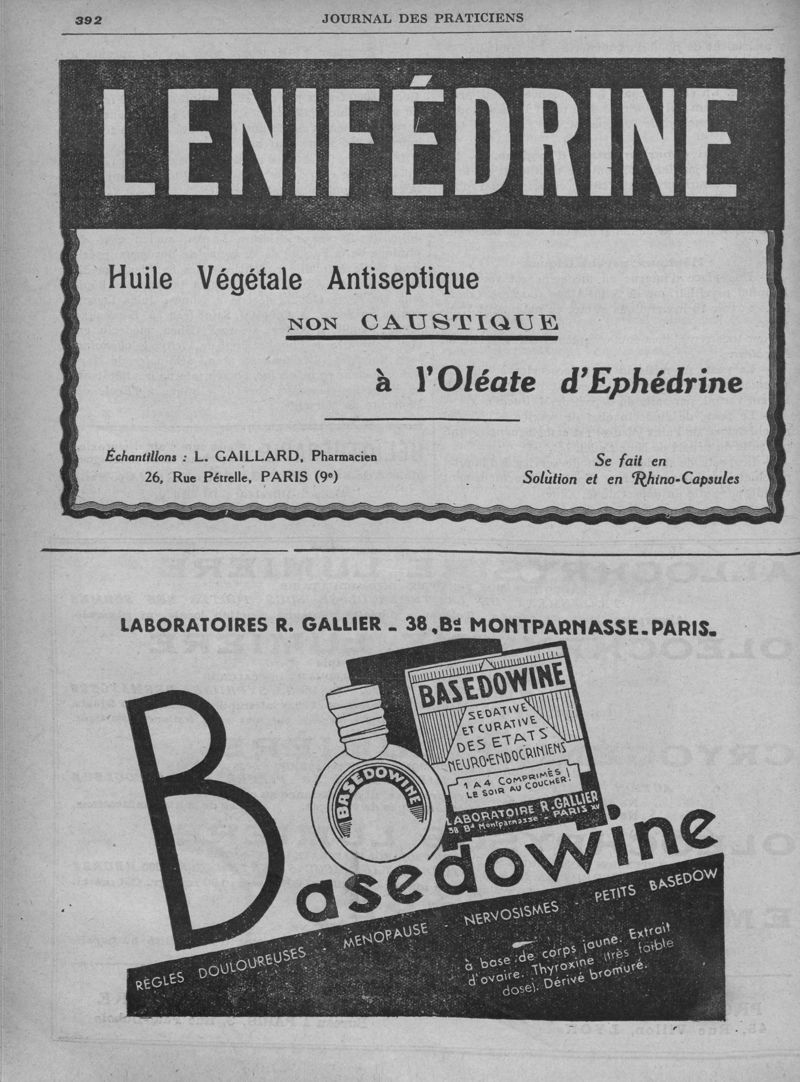 392
JOURNAL DES PRATICIENS
LENIFÉDRINE
Huile Végétale Antiseptique
NON CAUSTIQUE
à l'Oléate d'Ephédrine
Échantillons : L. GAILLARD, Pharmacien
26, Rue Pétrelle, PARIS (9e)
Se fait en
Solution et en Rhino-Capsules
LABORATOIRES R. GALLIER _ 38, Bd MONTPARNASSE_PARIS_
BASEDOWINE
SEDATIVE
ET CURATIVE
DES ETATS
NEURO-ENDOCRINIENS
1 A 4 COMPRIMÉS
LE SOIR AU COUCHER!
LABORATOIRE R. GALLIER
38 Bd Montparnasse - PARIS XV
BASEDOWINE
Basedowine
RÈGLES DOULOUREUSES - MENOPAUSE - NERVOSISMES - PETITS BASEDOW
à base de corps jaune. Extrait
d'ovaire. Thyroxine (très faible
dose). Dérivé bromuré.